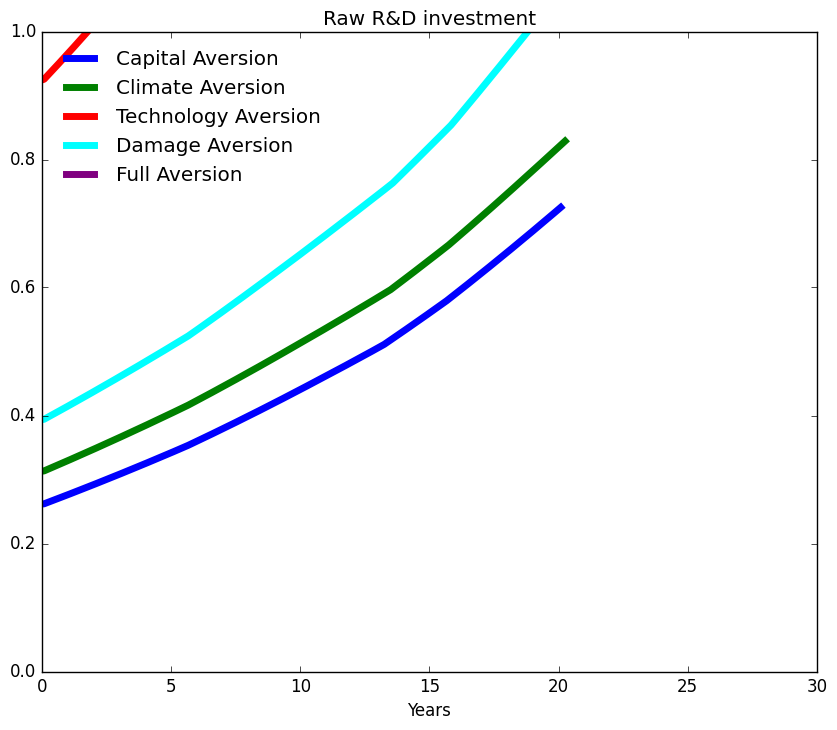 Raw R&D investment
1.0
0.8
0.6
0.4
0.2
0.0
Capital Aversion
Climate Aversion
Technology Aversion
Damage Aversion
Full Aversion
0 5 10 15 20 25 30
Years